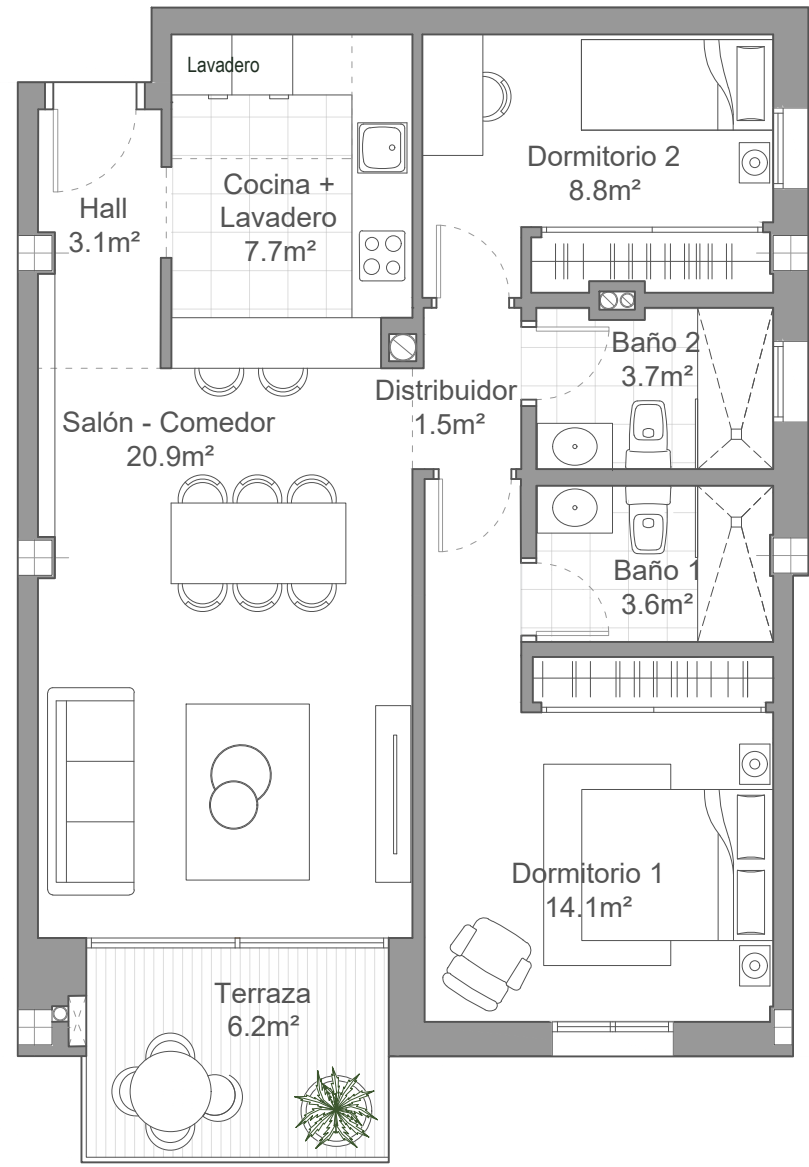 Lavadero
Cocina +
Lavadero
7.7m²
Dormitorio 2
8.8m²
Hall
3.1m²
Baño 2
3.7m²
Distribuidor
1.5m²
Salón - Comedor
20.9m²
Baño 1
3.6m²
Dormitorio 1
14.1m²
Terraza
6.2m²